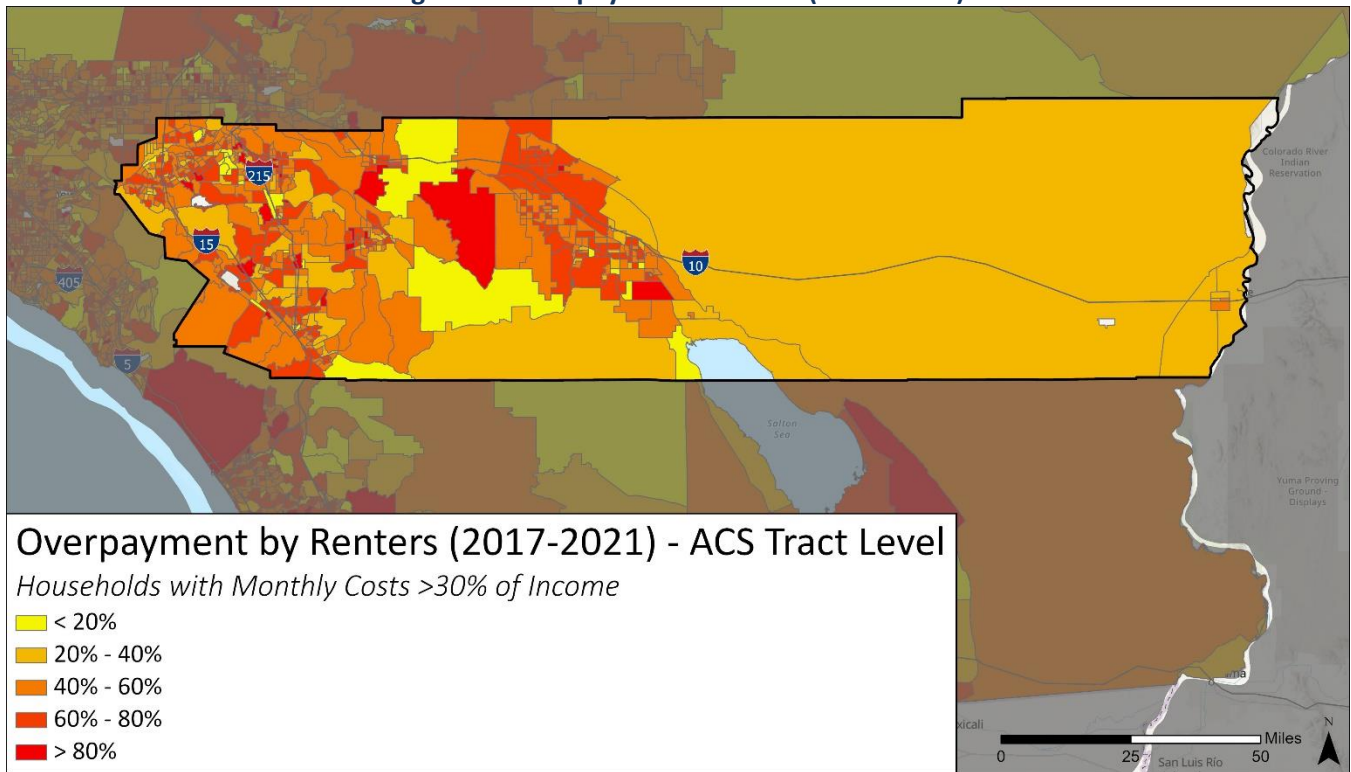 215
15
10
405
5
Colorado River
Indian
Reservation
Salton
Sea
Yuma Proving
Ground -
Displays
Overpayment by Renters (2017-2021) - ACS Tract Level
Households with Monthly Costs >30% of Income
< 20%
20% - 40%
40% - 60%
60% - 80%
> 80%
xicali
San Luis Río
N
Miles
0 25 50